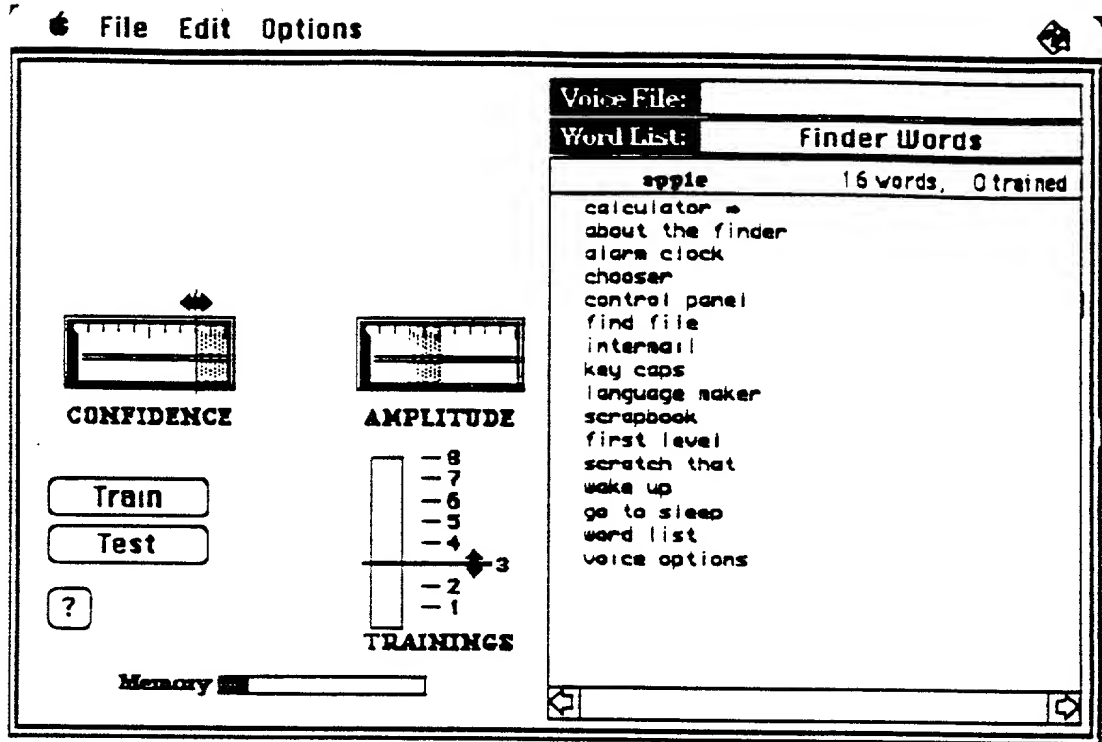 File Edit Options
Voice File:
Word List: Finder Words
apple 16 words, 0 trained
calculator ⇒
about the finder
alarm clock
chooser
control panel
find file
intermail
key caps
language maker
scrapbook
first level
scratch that
wake up
go to sleep
word list
voice options
CONFIDENCE
AMPLITUDE
Train
Test
?
8
7
6
5
4
3
2
1
TRAININGS
Memory